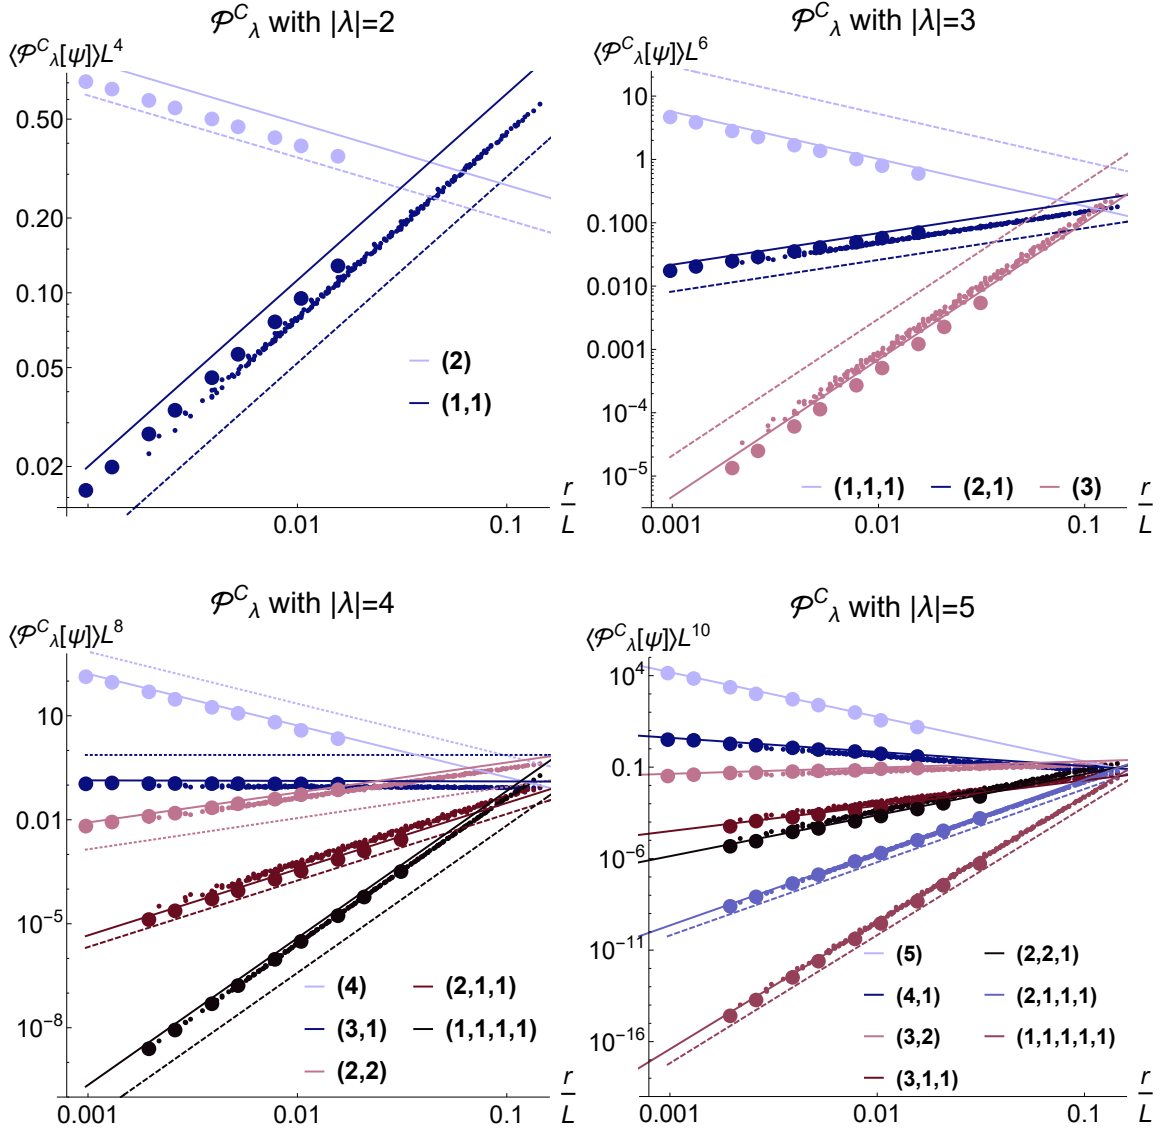 𝒫^C_λ with |λ|=2
⟨𝒫^C_λ[ψ]⟩L^4
0.50
0.20
0.10
0.05
0.02
(2)
(1,1)
0.01
0.1
r/L
𝒫^C_λ with |λ|=3
⟨𝒫^C_λ[ψ]⟩L^6
10
1
0.100
0.010
0.001
10^-4
10^-5
(1,1,1) (2,1) (3)
0.001 0.01 0.1
r/L
𝒫^C_λ with |λ|=4
⟨𝒫^C_λ[ψ]⟩L^8
10
0.01
10^-5
10^-8
(4) (2,1,1)
(3,1) (1,1,1,1)
(2,2)
0.001 0.01 0.1
r/L
𝒫^C_λ with |λ|=5
⟨𝒫^C_λ[ψ]⟩L^10
10^4
0.1
10^-6
10^-11
10^-16
(5) (2,2,1)
(4,1) (2,1,1,1)
(3,2) (1,1,1,1,1)
(3,1,1)
0.001 0.01 0.1
r/L